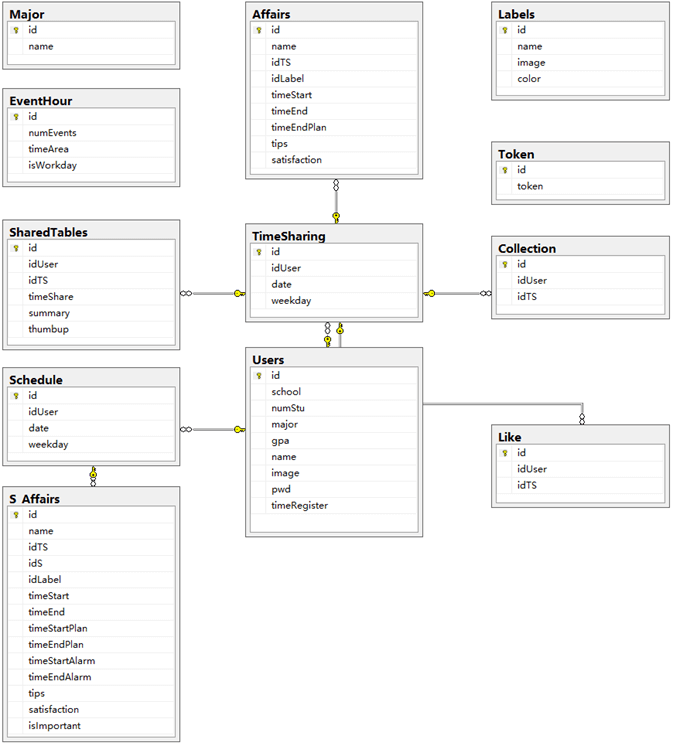 Major
id
name
EventHour
id
numEvents
timeArea
isWorkday
SharedTables
id
idUser
idTS
timeShare
summary
thumbup
Schedule
id
idUser
date
weekday
S_Affairs
id
name
idTS
idS
idLabel
timeStart
timeEnd
timeStartPlan
timeEndPlan
timeStartAlarm
timeEndAlarm
tips
satisfaction
isImportant
Affairs
id
name
idTS
idLabel
timeStart
timeEnd
timeEndPlan
tips
satisfaction
TimeSharing
id
idUser
date
weekday
Users
id
school
numStu
major
gpa
name
image
pwd
timeRegister
Labels
id
name
image
color
Token
id
token
Collection
id
idUser
idTS
Like
id
idUser
idTS